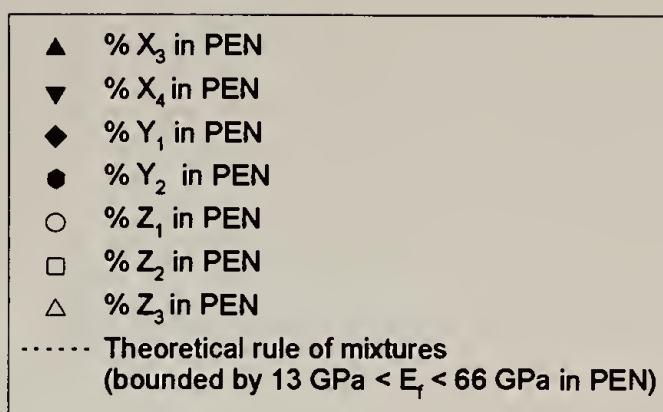 ▲ % X₃ in PEN
▼ % X₄ in PEN
◆ % Y₁ in PEN
⬢ % Y₂ in PEN
○ % Z₁ in PEN
□ % Z₂ in PEN
△ % Z₃ in PEN
······ Theoretical rule of mixtures
(bounded by 13 GPa < E_f < 66 GPa in PEN)